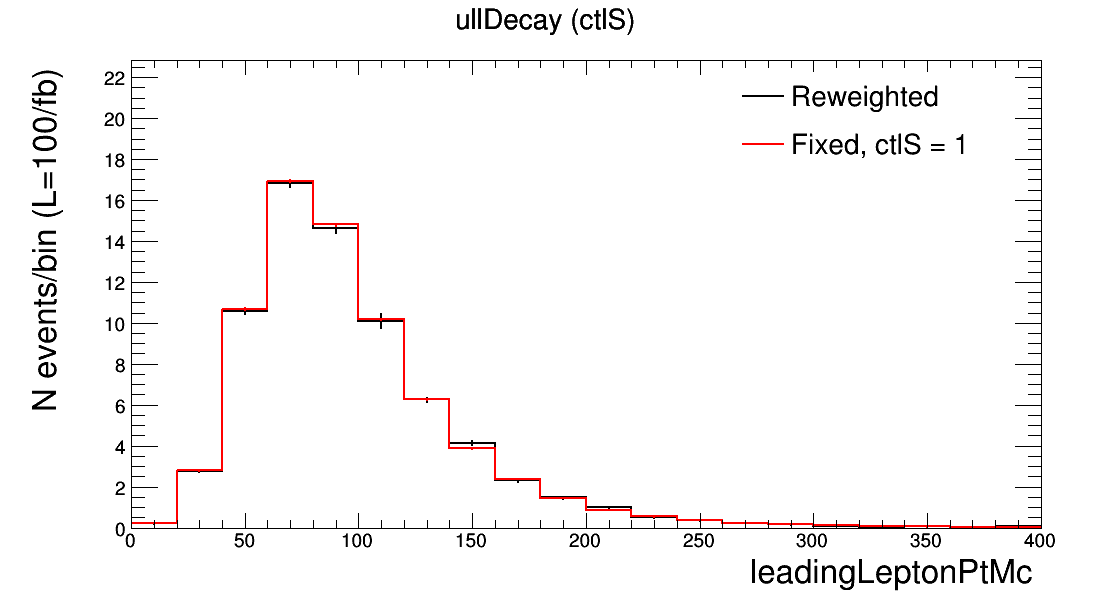 ullDecay (ctlS)
N events/bin (L=100/fb)
22
20
18
16
14
12
10
8
6
4
2
0
Reweighted
Fixed, ctlS = 1
0 50 100 150 200 250 300 350 400
leadingLeptonPtMc